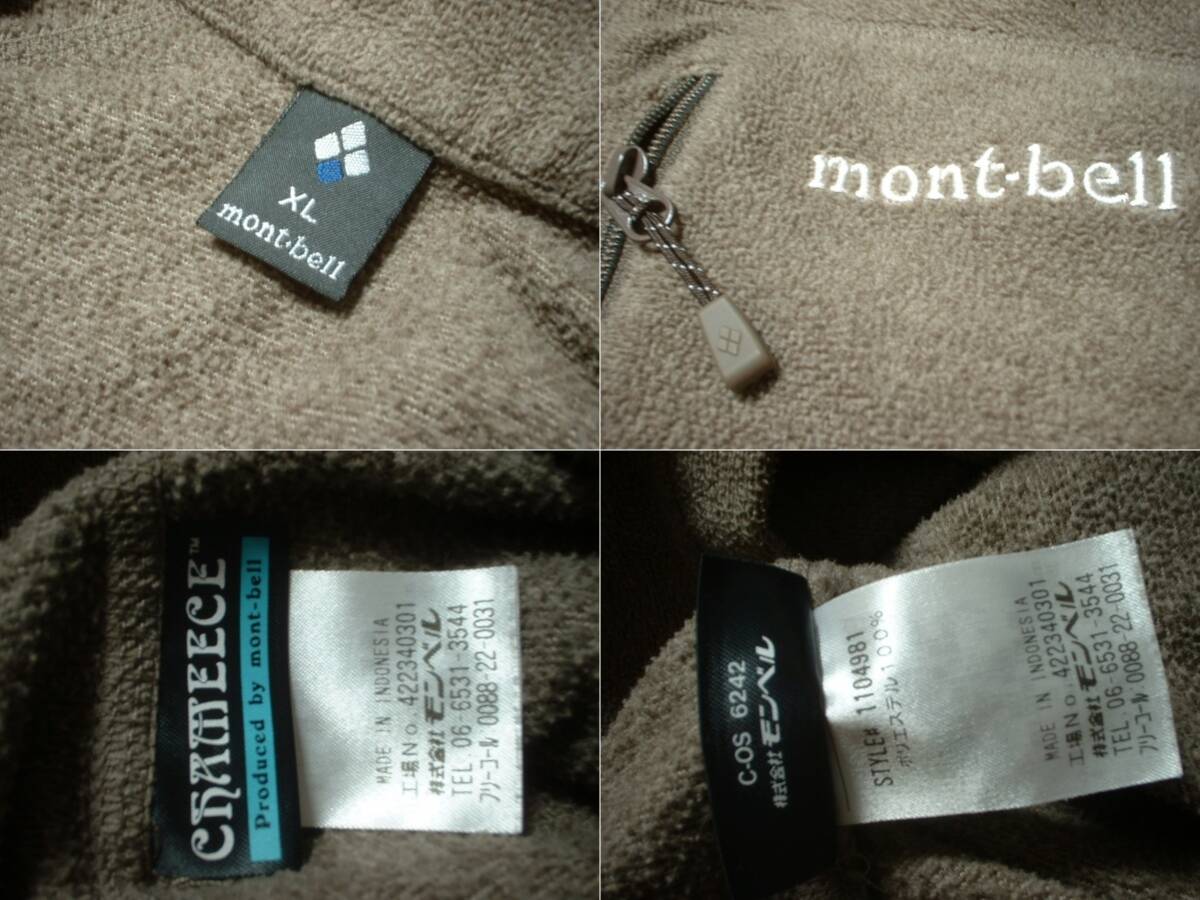 XL
mont·bell
mont-bell
CHAMEECE™
Produced by mont-bell
MADE IN INDONESIA
工場No. 422340301
株式会社 モンベル
TEL 06-6531-3544
フリーコール 0088-22-0031
C-OS 6242
株式会社 モンベル
STYLE# 1104981
ポリエステル100%
MADE IN INDONESIA
工場No. 422340301
株式会社 モンベル
TEL 06-6531-3544
フリーコール 0088-22-0031